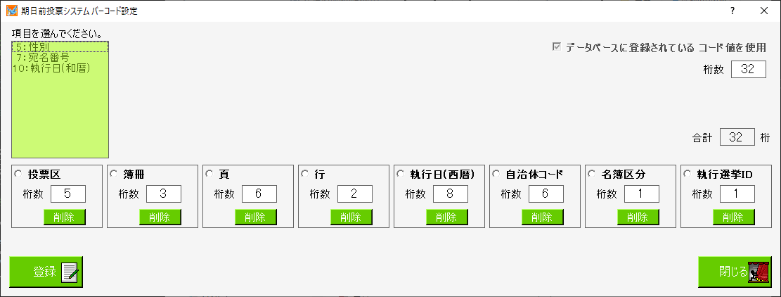 期日前投票システム バーコード設定
? ×
項目を選んでください。
5:性別
7:宛名番号
10:執行日(和暦)
データベースに登録されている コード値を使用
桁数 32
合計 32 桁
投票区 簿冊 頁 行 執行日(西暦) 自治体コード 名簿区分 執行選挙ID
桁数 5 桁数 3 桁数 6 桁数 2 桁数 8 桁数 6 桁数 1 桁数 1
削除 削除 削除 削除 削除 削除 削除 削除
登録 閉じる